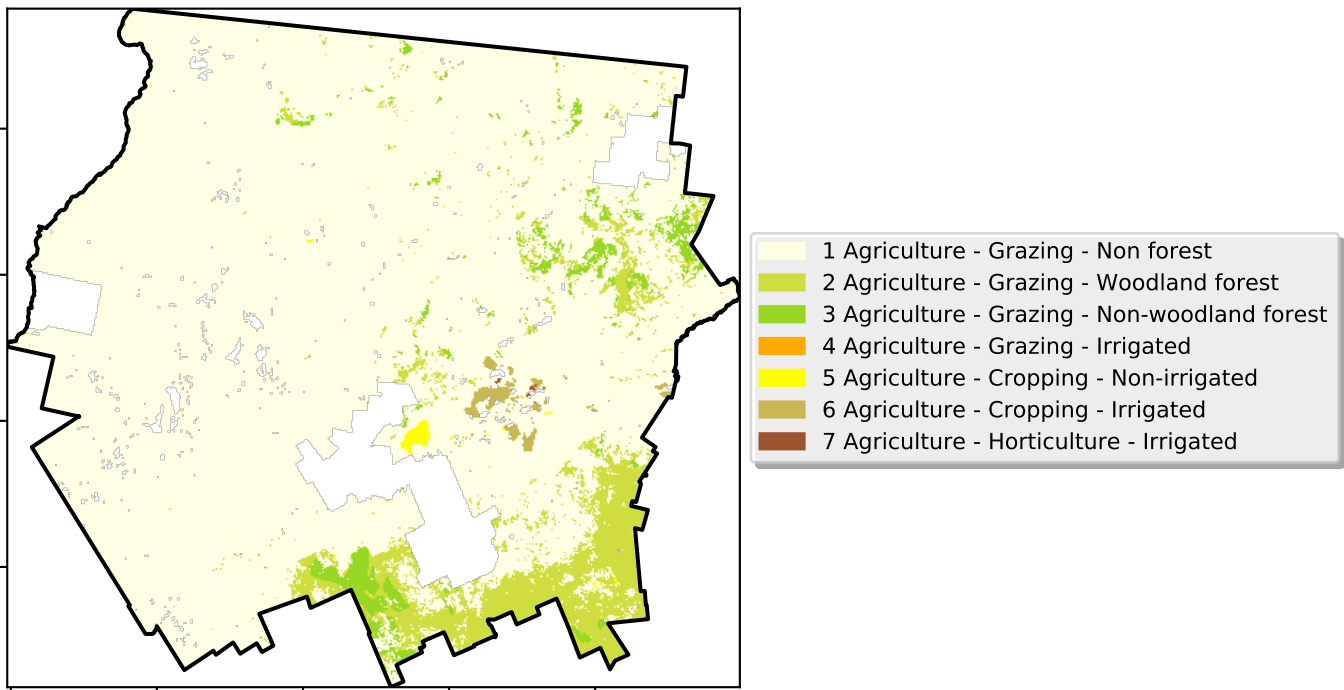 1 Agriculture - Grazing - Non forest
2 Agriculture - Grazing - Woodland forest
3 Agriculture - Grazing - Non-woodland forest
4 Agriculture - Grazing - Irrigated
5 Agriculture - Cropping - Non-irrigated
6 Agriculture - Cropping - Irrigated
7 Agriculture - Horticulture - Irrigated